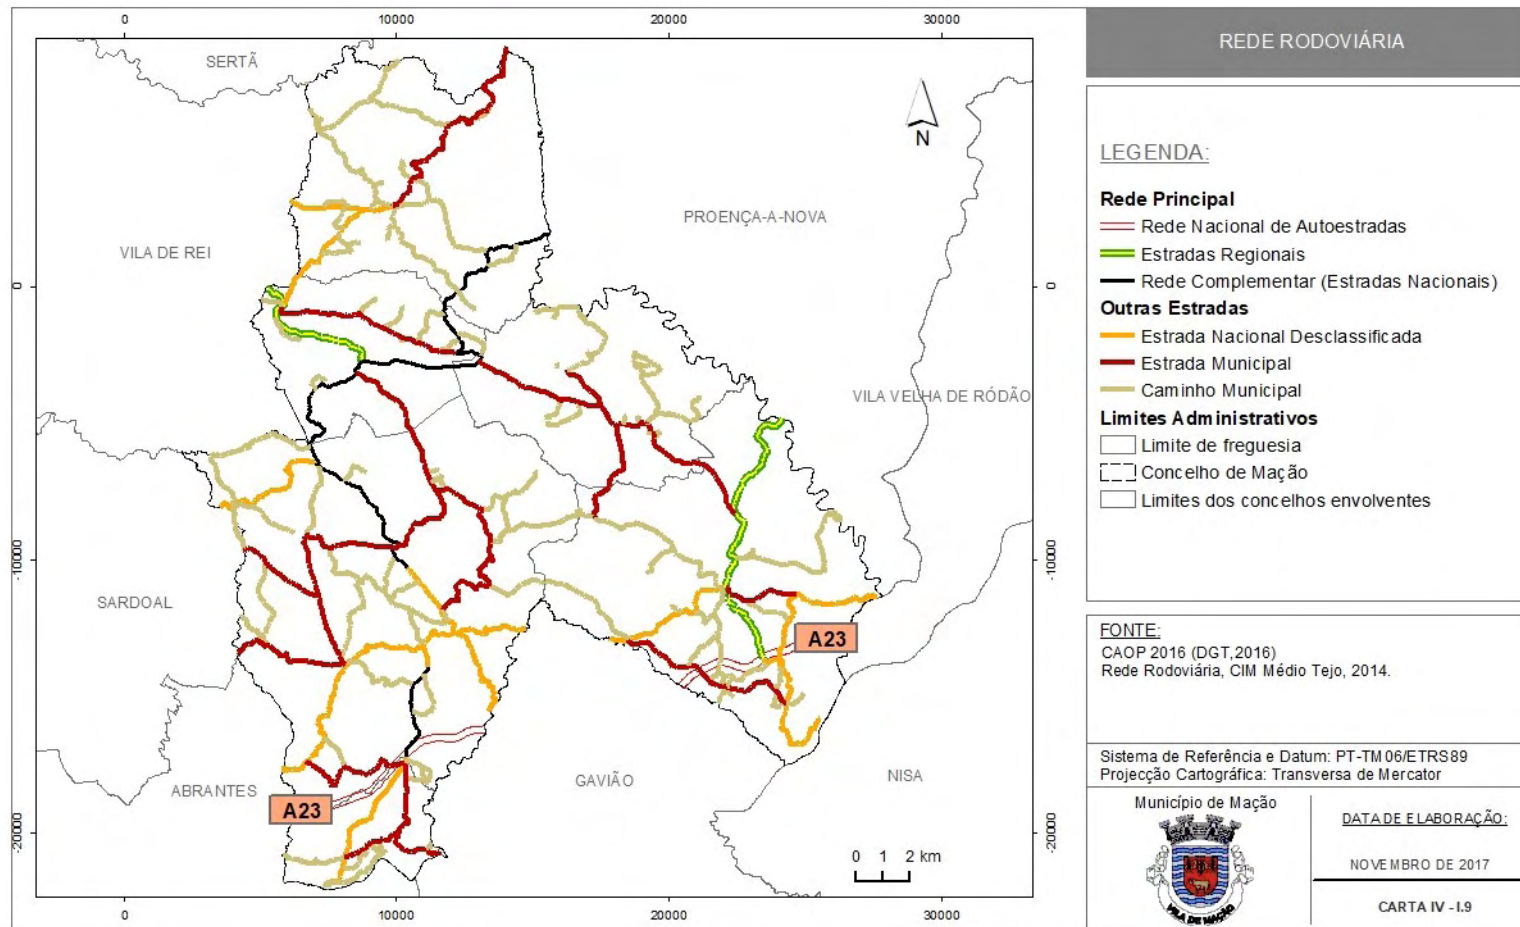 0
10000
20000
30000
REDE RODOVIÁRIA
SERTÃ
N
PROENÇA-A-NOVA
VILA DE REI
0
0
VILA VELHA DE RÓDÃO
-10000
-10000
SARDOAL
A23
A23
ABRANTES
GAVIÃO
NISA
-20000
-20000
0 1 2 km
0
10000
20000
30000
LEGENDA:
Rede Principal
Rede Nacional de Autoestradas
Estradas Regionais
Rede Complementar (Estradas Nacionais)
Outras Estradas
Estrada Nacional Desclassificada
Estrada Municipal
Caminho Municipal
Limites Administrativos
Limite de freguesia
Concelho de Mação
Limites dos concelhos envolventes
FONTE:
CAOP 2016 (DGT,2016)
Rede Rodoviária, CIM Médio Tejo, 2014.
Sistema de Referência e Datum: PT-TM06/ETRS89
Projecção Cartográfica: Transversa de Mercator
Município de Mação
VILA DE MAÇÃO
DATA DE ELABORAÇÃO:
NOVEMBRO DE 2017
CARTA IV - I.9